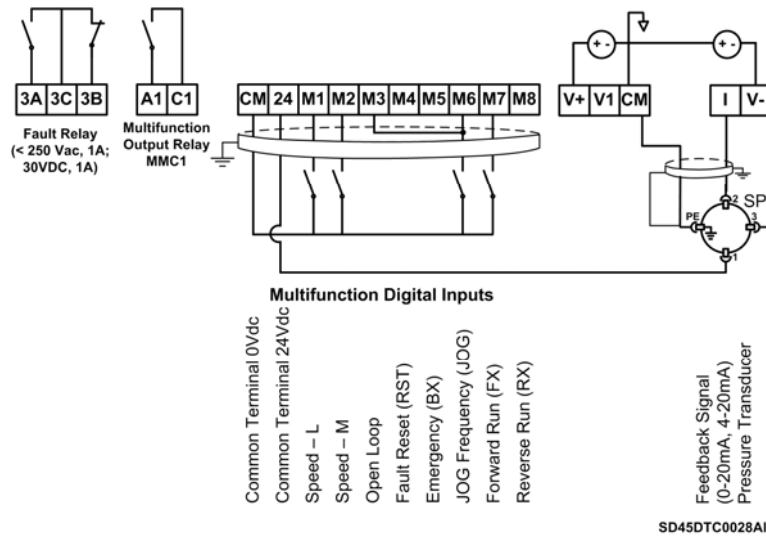 + -
+ -
3A 3C 3B
A1 C1
CM 24 M1 M2 M3 M4 M5 M6 M7 M8
V+ V1 CM
I V-
Fault Relay
(< 250 Vac, 1A;
30VDC, 1A)
Multifunction
Output Relay
MMC1
2
SP
PE
3
1
Multifunction Digital Inputs
Common Terminal 0Vdc
Common Terminal 24Vdc
Speed – L
Speed – M
Open Loop
Fault Reset (RST)
Emergency (BX)
JOG Frequency (JOG)
Forward Run (FX)
Reverse Run (RX)
Feedback Signal
(0-20mA, 4-20mA)
Pressure Transducer
SD45DTC0028AI